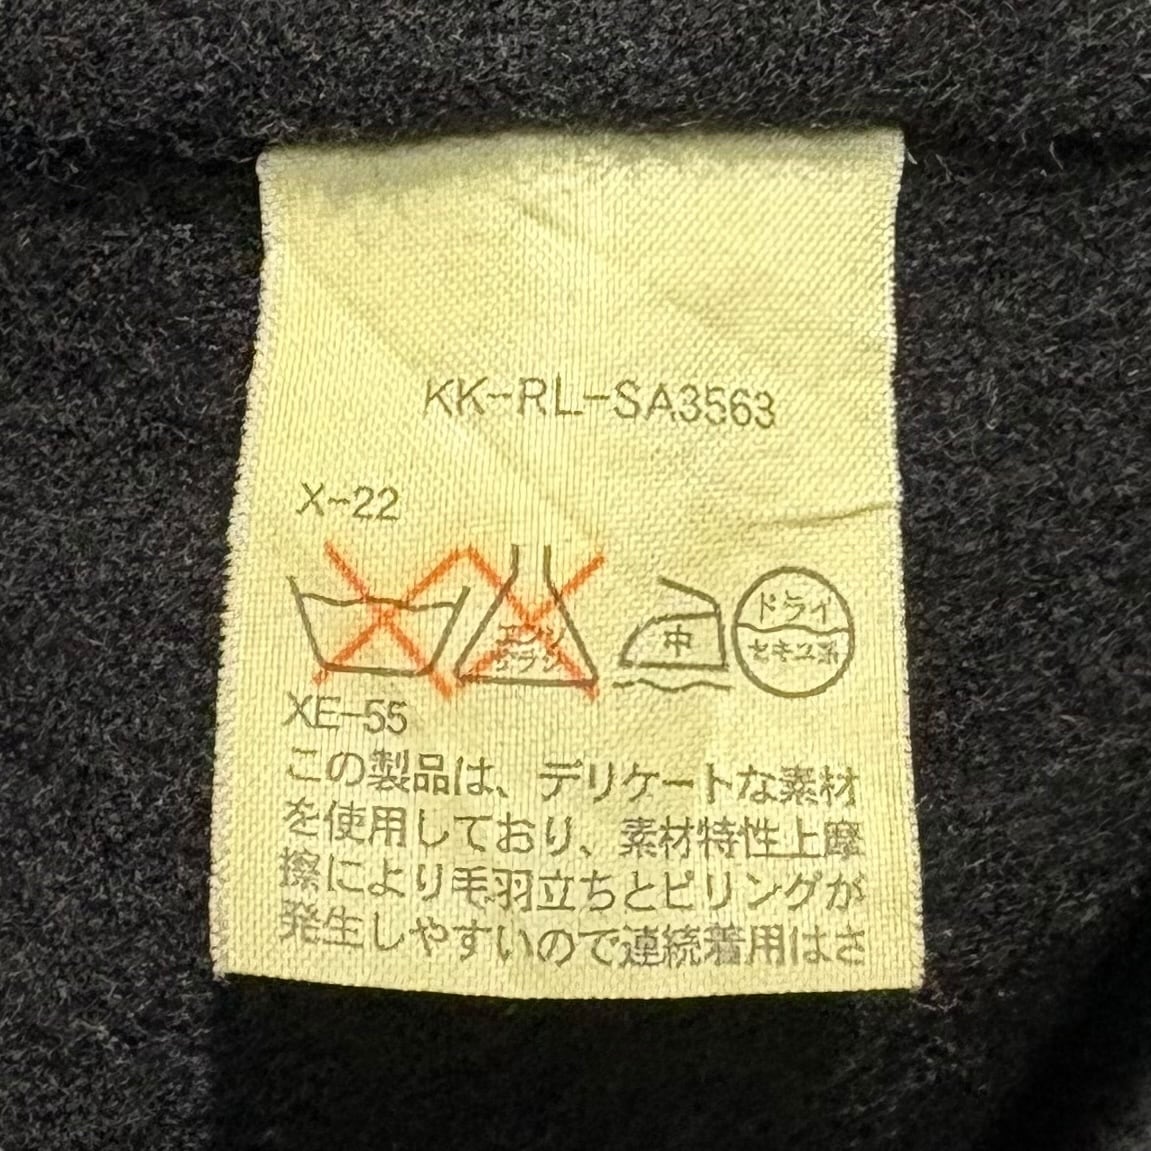 KK-RL-SA3563
X-22
エンソ
サラシ
中
ドライ
セキユ系
XE-55
この製品は、デリケートな素材
を使用しており、素材特性上摩
擦により毛羽立ちとピリングが
発生しやすいので連続着用はさ